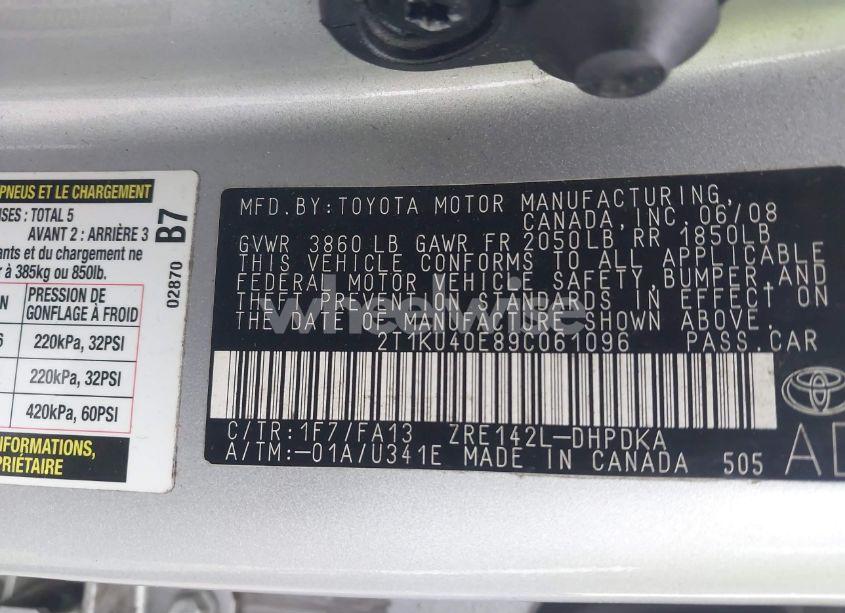 PNEUS ET LE CHARGEMENT
TOTAL 5
AVANT 2 : ARRIÈRE 3
et du chargement ne
r à 385kg ou 850lb.
PRESSION DE
GONFLAGE À FROID
220kPa, 32PSI
220kPa, 32PSI
420kPa, 60PSI
B7
02870
MFD.BY:TOYOTA MOTOR MANUFACTURING,
CANADA, INC. 06/08
GVWR 3860 LB GAWR FR 2050LB RR 1850LB
THIS VEHICLE CONFORMS TO ALL APPLICABLE
FEDERAL MOTOR VEHICLE SAFETY,BUMPER,AND
THEFT PREVENTION STANDARDS IN EFFECT ON
THE DATE OF MANUFACTURE SHOWN ABOVE.
wheelwise
2T1KU40E89C061096 PASS.CAR
C/TR:1F7/FA13 ZRE142L-DHPDKA
A/TM:-01A/U341E MADE IN CANADA 505